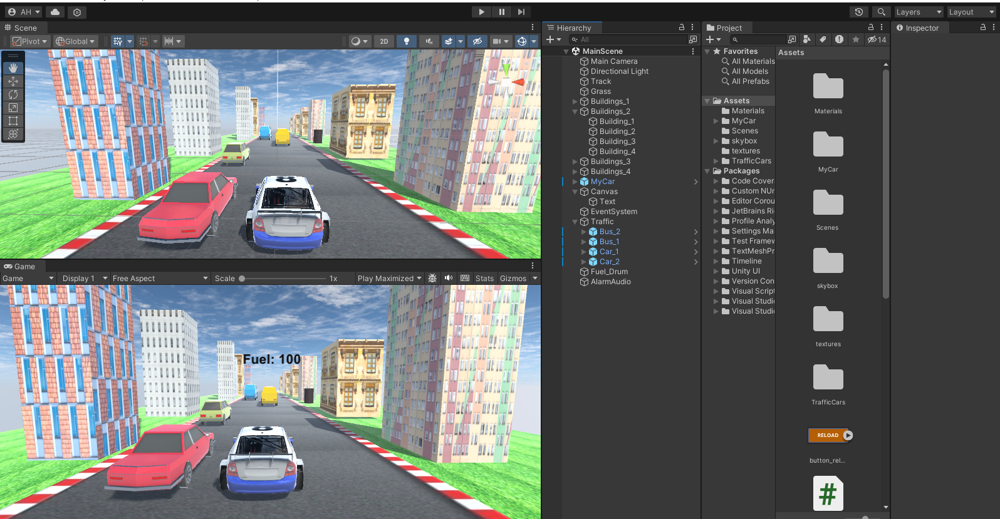 AH
Layers
Layout
Scene
Pivot
Global
2D
Game
Game
Display 1
Free Aspect
Scale
1x
Play Maximized
Stats
Gizmos
Fuel: 100
Hierarchy
All
MainScene
Main Camera
Directional Light
Track
Grass
Buildings_1
Buildings_2
Building_1
Building_2
Building_3
Building_4
Buildings_3
Buildings_4
MyCar
Canvas
Text
EventSystem
Traffic
Bus_2
Bus_1
Car_1
Car_2
Fuel_Drum
AlarmAudio
Project
14
Favorites
All Materials
All Models
All Prefabs
Assets
Materials
MyCar
Scenes
skybox
textures
TrafficCars
Packages
Code Cover
Custom NUn
Editor Corou
JetBrains Ri
Profile Analy
Settings Ma
Test Framew
TextMeshPr
Timeline
Unity UI
Version Con
Visual Script
Visual Studi
Visual Studi
Assets
Materials
MyCar
Scenes
skybox
textures
TrafficCars
RELOAD
button_rel...
#
Inspector